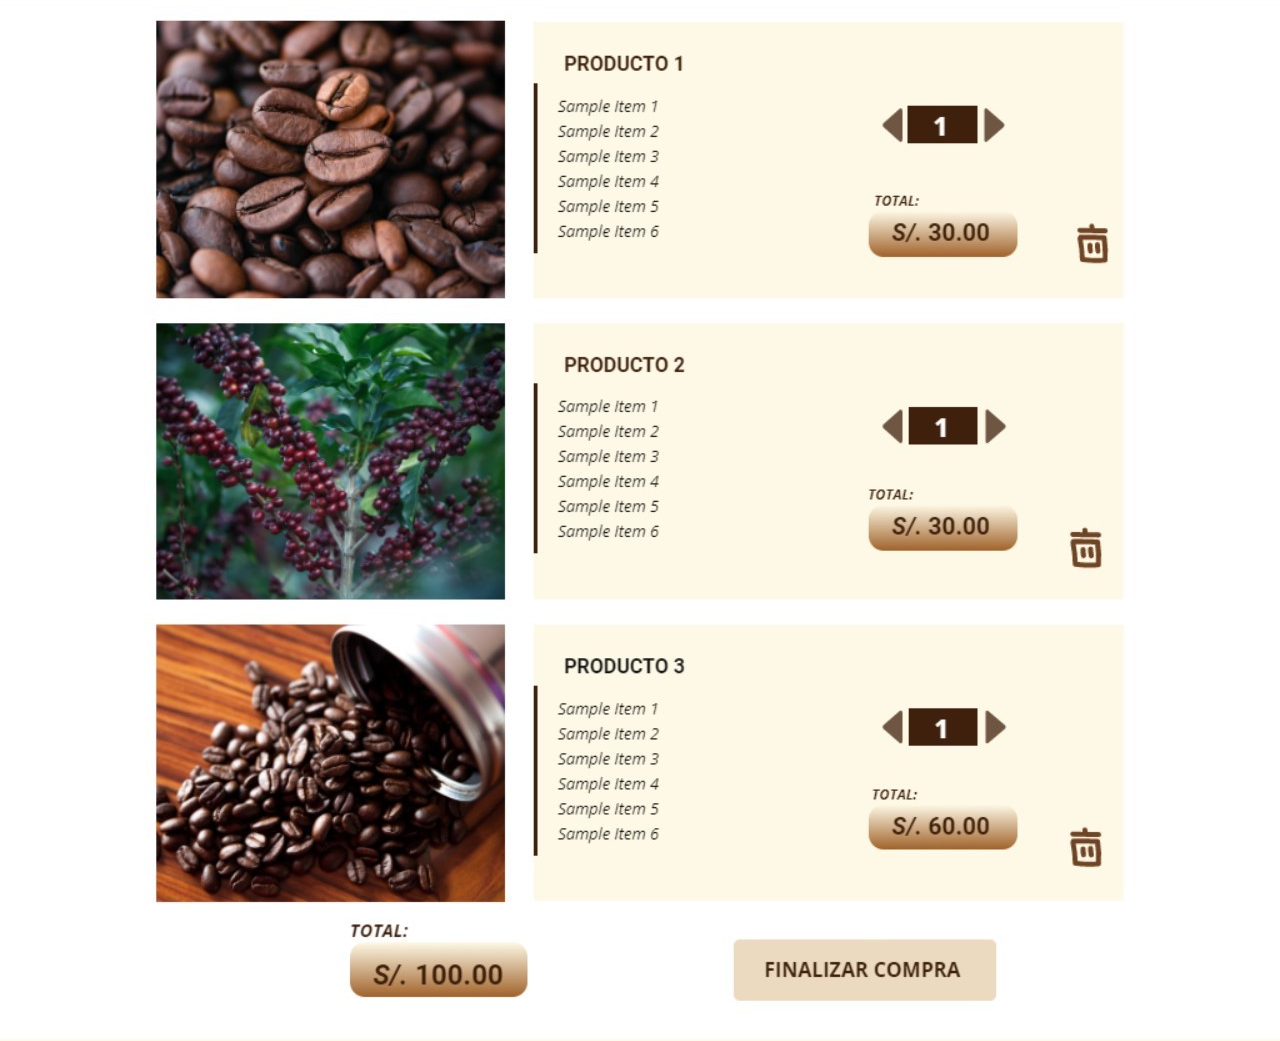 PRODUCTO 1
Sample Item 1
Sample Item 2
Sample Item 3
Sample Item 4
Sample Item 5
Sample Item 6
1
TOTAL:
S/. 30.00
PRODUCTO 2
Sample Item 1
Sample Item 2
Sample Item 3
Sample Item 4
Sample Item 5
Sample Item 6
1
TOTAL:
S/. 30.00
PRODUCTO 3
Sample Item 1
Sample Item 2
Sample Item 3
Sample Item 4
Sample Item 5
Sample Item 6
1
TOTAL:
S/. 60.00
TOTAL:
S/. 100.00
FINALIZAR COMPRA